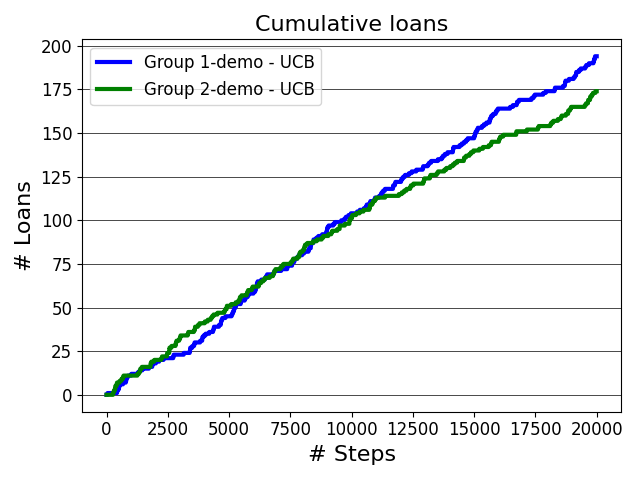 Cumulative loans
Group 1-demo - UCB
Group 2-demo - UCB
# Loans
200
175
150
125
100
75
50
25
0
0 2500 5000 7500 10000 12500 15000 17500 20000
# Steps